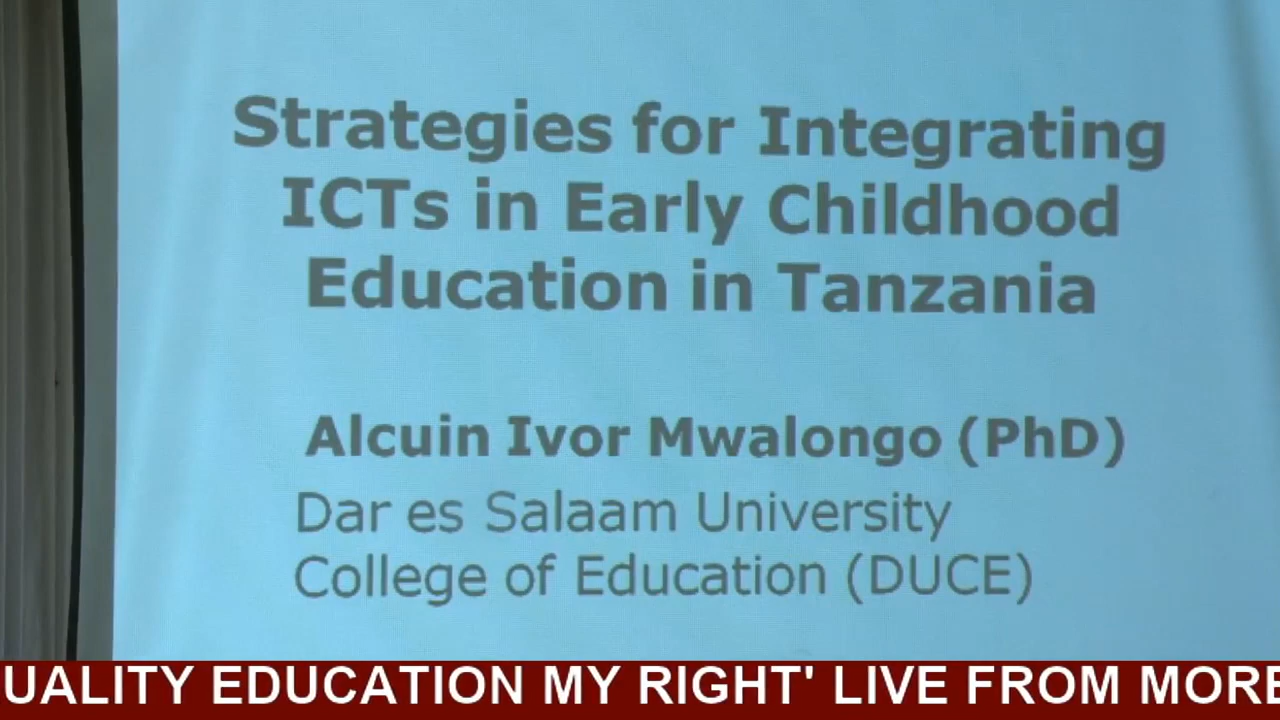 Strategies for Integrating
ICTs in Early Childhood
Education in Tanzania
Alcuin Ivor Mwalongo (PhD)
Dar es Salaam University
College of Education (DUCE)
UALITY EDUCATION MY RIGHT' LIVE FROM MORE